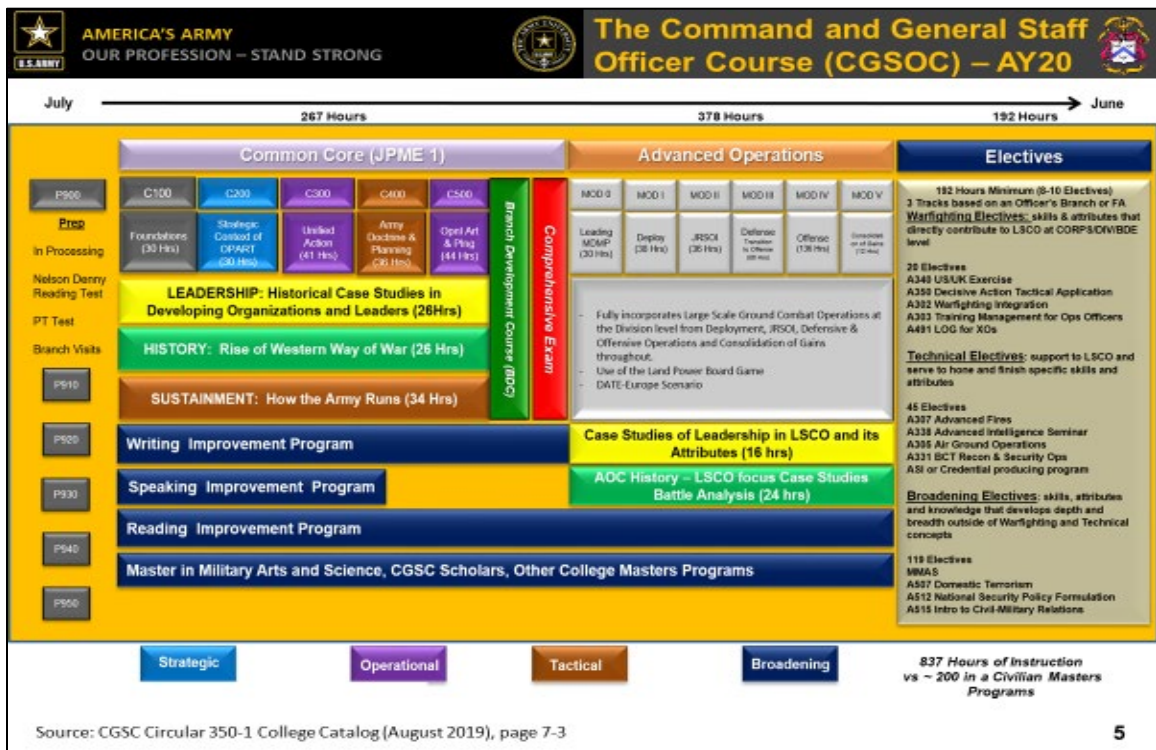 AMERICA'S ARMY
OUR PROFESSION – STAND STRONG
U.S.ARMY
The Command and General Staff
Officer Course (CGSOC) – AY20
July
June
267 Hours
378 Hours
192 Hours
Common Core (JPME 1)
Advanced Operations
Electives
P900
Prep
In Processing
Nelson Denny
Reading Test
PT Test
Branch Visits
P910
P920
P930
P940
P950
C100
C200
C300
C400
C500
Foundations
(30 Hrs)
Strategic
Context of
OPART
(30 Hrs)
Unified
Action
(41 Hrs)
Army
Doctrine &
Planning
(36 Hrs)
Opnl Art
& Plng
(44 Hrs)
LEADERSHIP: Historical Case Studies in
Developing Organizations and Leaders (26Hrs)
HISTORY: Rise of Western Way of War (26 Hrs)
SUSTAINMENT: How the Army Runs (34 Hrs)
Branch Development Course (BDC)
Comprehensive Exam
MOD 0
MOD I
MOD II
MOD III
MOD IV
MOD V
Leading
MDMP
(30 Hrs)
Deploy
(30 Hrs)
JRSOI
(36 Hrs)
Defense
Transition
to Offense
Offense
of Gains
- Fully incorporates Large Scale Ground Combat Operations at
the Division level from Deployment, JRSOI, Defensive &
Offensive Operations and Consolidation of Gains
throughout.
- Use of the Land Power Board Game
- DATE-Europe Scenario
Writing Improvement Program
Case Studies of Leadership in LSCO and its
Attributes (16 hrs)
Speaking Improvement Program
AOC History – LSCO focus Case Studies
Battle Analysis (24 hrs)
Reading Improvement Program
Master in Military Arts and Science, CGSC Scholars, Other College Masters Programs
192 Hours Minimum (8-10 Electives)
3 Tracks based on an Officer's Branch or FA
Warfighting Electives: skills & attributes that
directly contribute to LSCO at CORPS/DIV/BDE
level
20 Electives
A340 US/UK Exercise
A350 Decisive Action Tactical Application
A302 Warfighting Integration
A303 Training Management for Ops Officers
A491 LOG for XOs
Technical Electives: support to LSCO and
serve to hone and finish specific skills and
attributes
45 Electives
A307 Advanced Fires
A338 Advanced Intelligence Seminar
A305 Air Ground Operations
A331 BCT Recon & Security Ops
ASI or Credential producing program
Broadening Electives: skills, attributes
and knowledge that develops depth and
breadth outside of Warfighting and Technical
concepts
119 Electives
MMAS
A507 Domestic Terrorism
A512 National Security Policy Formulation
A515 Intro to Civil-Military Relations
Strategic
Operational
Tactical
Broadening
837 Hours of Instruction
vs ~ 200 in a Civilian Masters
Programs
Source: CGSC Circular 350-1 College Catalog (August 2019), page 7-3
5